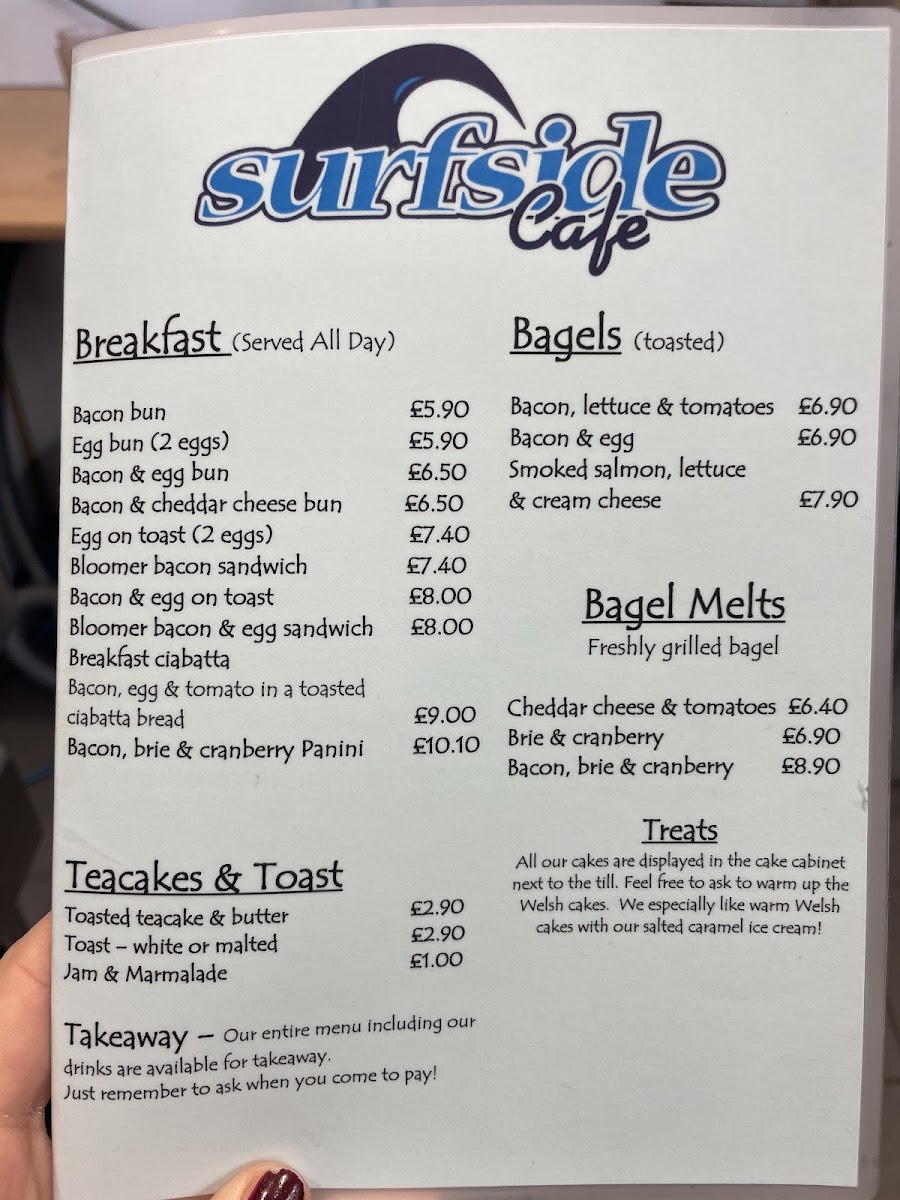 surfside
Cafe
Breakfast (Served All Day)
Bacon bun £5.90
Egg bun (2 eggs) £5.90
Bacon & egg bun £6.50
Bacon & cheddar cheese bun £6.50
Egg on toast (2 eggs) £7.40
Bloomer bacon sandwich £7.40
Bacon & egg on toast £8.00
Bloomer bacon & egg sandwich £8.00
Breakfast ciabatta
Bacon, egg & tomato in a toasted
ciabatta bread £9.00
Bacon, brie & cranberry Panini £10.10
Teacakes & Toast
Toasted teacake & butter £2.90
Toast – white or malted £2.90
Jam & Marmalade £1.00
Takeaway – Our entire menu including our
drinks are available for takeaway.
Just remember to ask when you come to pay!
Bagels (toasted)
Bacon, lettuce & tomatoes £6.90
Bacon & egg £6.90
Smoked salmon, lettuce
& cream cheese £7.90
Bagel Melts
Freshly grilled bagel
Cheddar cheese & tomatoes £6.40
Brie & cranberry £6.90
Bacon, brie & cranberry £8.90
Treats
All our cakes are displayed in the cake cabinet
next to the till. Feel free to ask to warm up the
Welsh cakes. We especially like warm Welsh
cakes with our salted caramel ice cream!